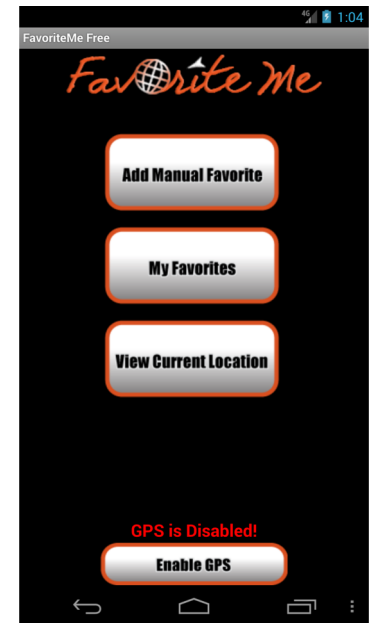 4G 1:04
FavoriteMe Free
Favorite Me
Add Manual Favorite
My Favorites
View Current Location
GPS is Disabled!
Enable GPS